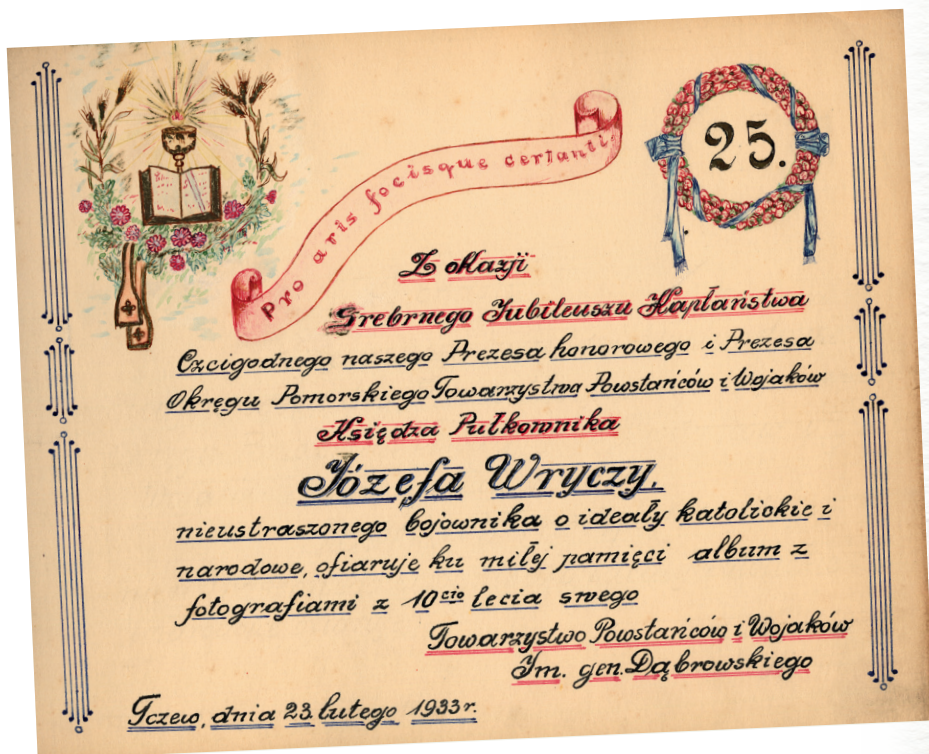 Pro aris focisque certanti
25.
Z okazji
Srebrnego Jubileuszu Kapłaństwa
Czcigodnego naszego Prezesa honorowego i Prezesa
Okręgu Pomorskiego Towarzystwa Powstańców i Wojaków
Księdza Pułkownika
Józefa Wryczy.
nieustraszonego bojownika o ideały katolickie i
narodowe, ofiaruje ku miłej pamięci album z
fotografiami z 10cio lecia swego
Towarzystwo Powstańców i Wojaków
Im. gen. Dąbrowskiego
Tczew, dnia 23 lutego 1933 r.